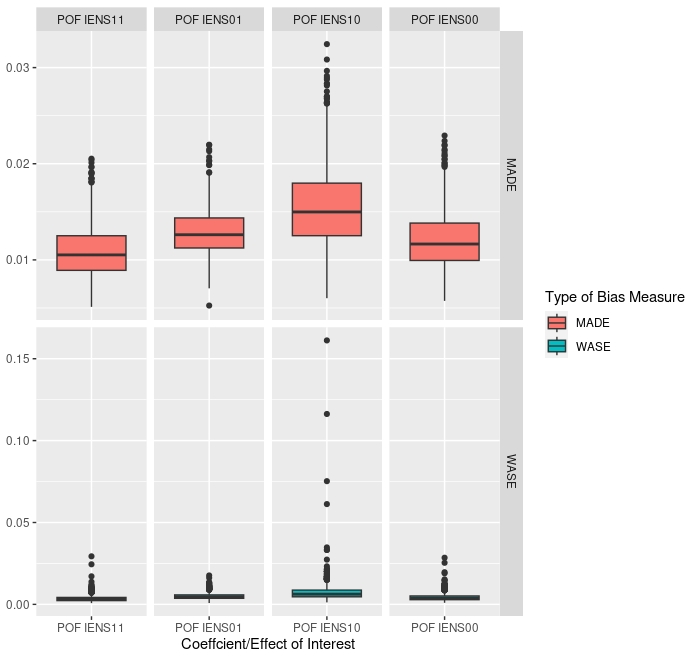 POF IENS11 POF IENS01 POF IENS10 POF IENS00
0.03
0.02
0.01
MADE
0.15
0.10
0.05
0.00
WASE
POF IENS11 POF IENS01 POF IENS10 POF IENS00
Coeffcient/Effect of Interest
Type of Bias Measure
MADE
WASE